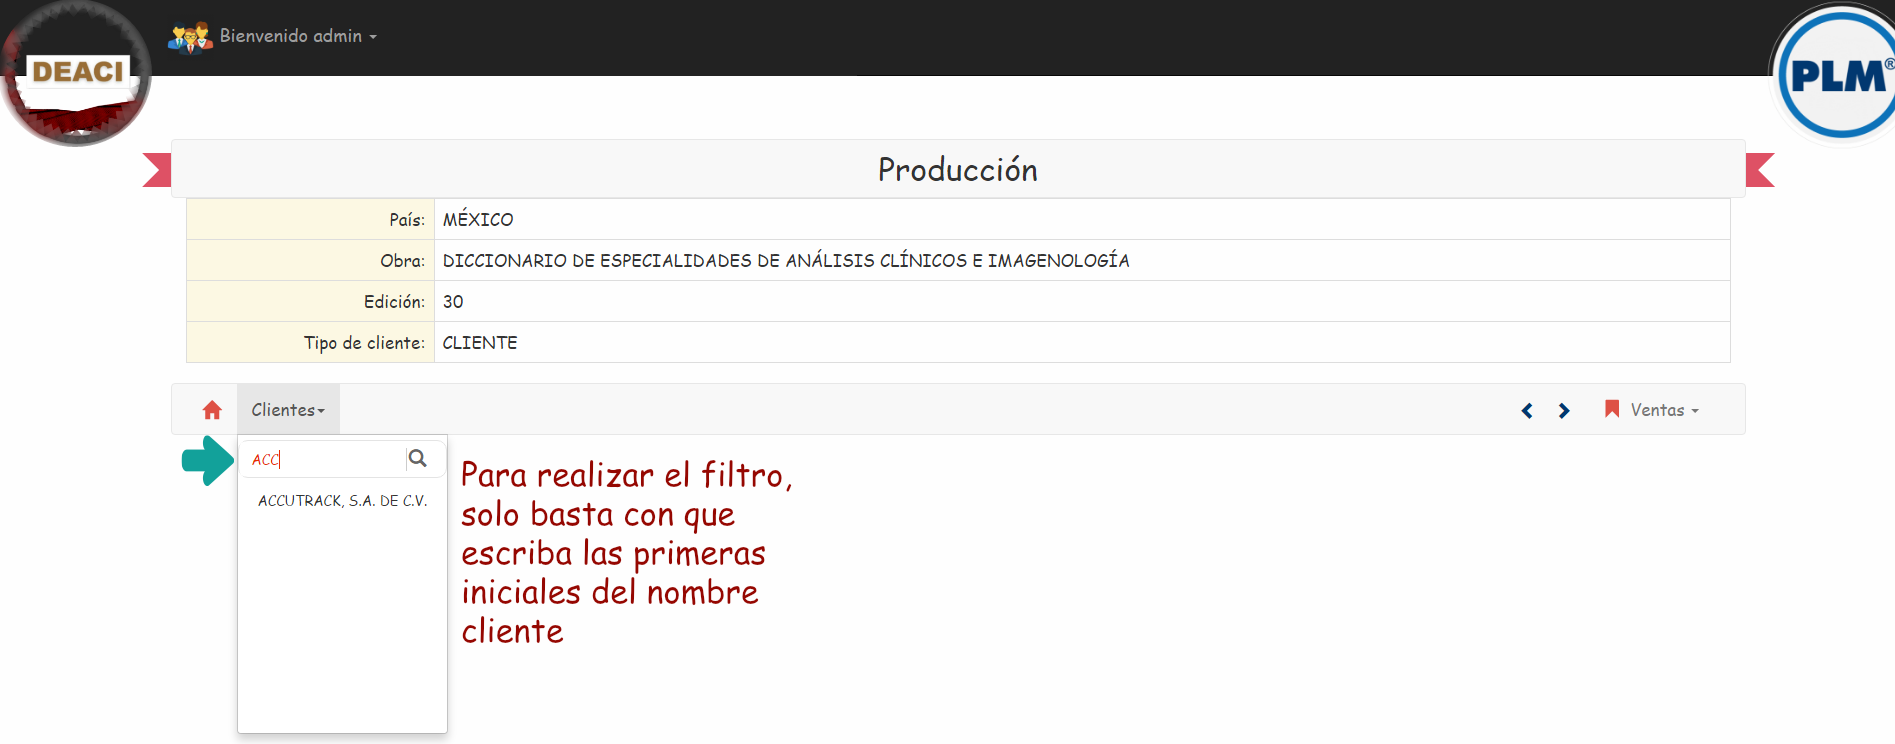 DEACI
Bienvenido admin
PLM®
Producción
País: MÉXICO
Obra: DICCIONARIO DE ESPECIALIDADES DE ANÁLISIS CLÍNICOS E IMAGENOLOGÍA
Edición: 30
Tipo de cliente: CLIENTE
Clientes
Ventas
ACC
ACCUTRACK, S.A. DE C.V.
Para realizar el filtro,
solo basta con que
escriba las primeras
iniciales del nombre
cliente